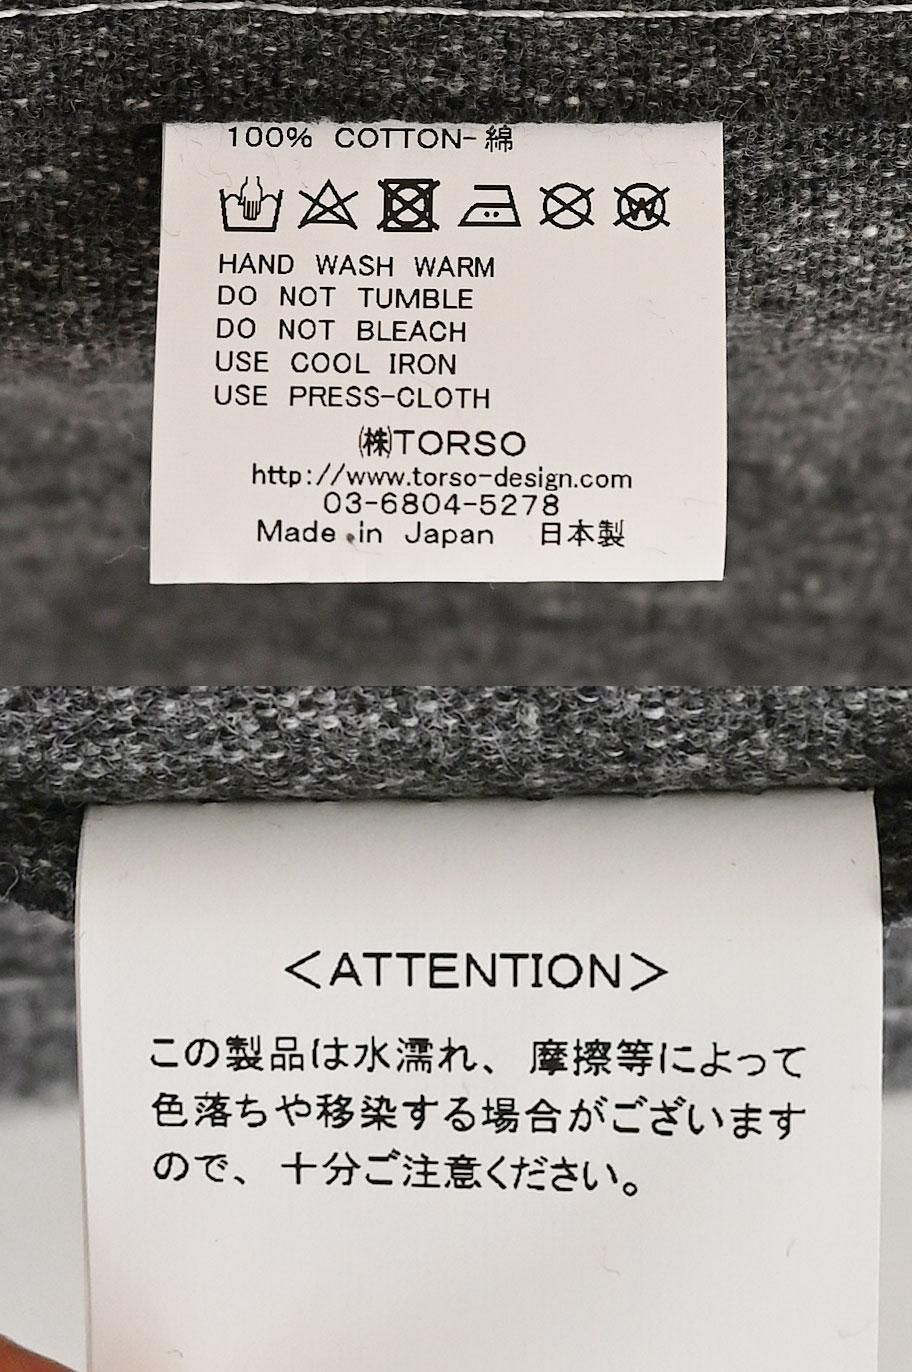 100% COTTON-綿
HAND WASH WARM
DO NOT TUMBLE
DO NOT BLEACH
USE COOL IRON
USE PRESS-CLOTH
㈱TORSO
http://www.torso-design.com
03-6804-5278
Made in Japan 日本製
<ATTENTION>
この製品は水濡れ、摩擦等によって
色落ちや移染する場合がございます
ので、十分ご注意ください。